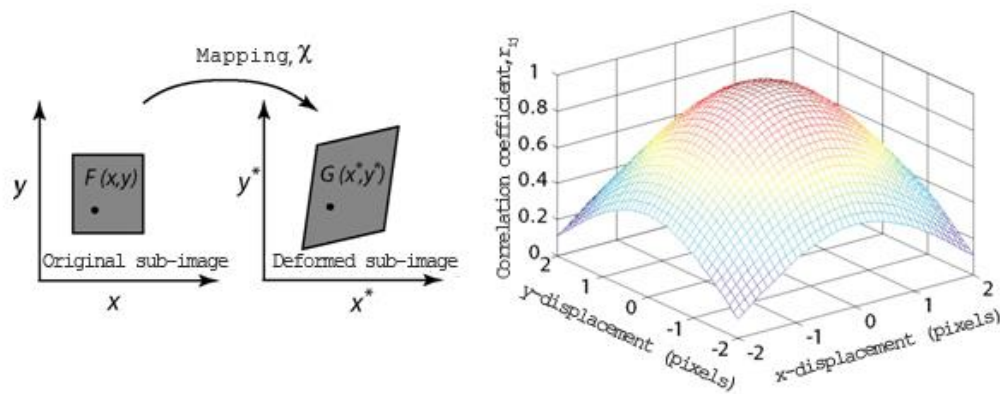 Mapping, χ
y
F(x,y)
Original sub-image
x
y*
G(x*,y*)
Deformed sub-image
x*
Correlation coefficient, r_ij
1
0.8
0.6
0.4
0.2
0
2
1
0
-1
-2
y-displacement (pixels)
-2
-1
0
1
2
x-displacement (pixels)